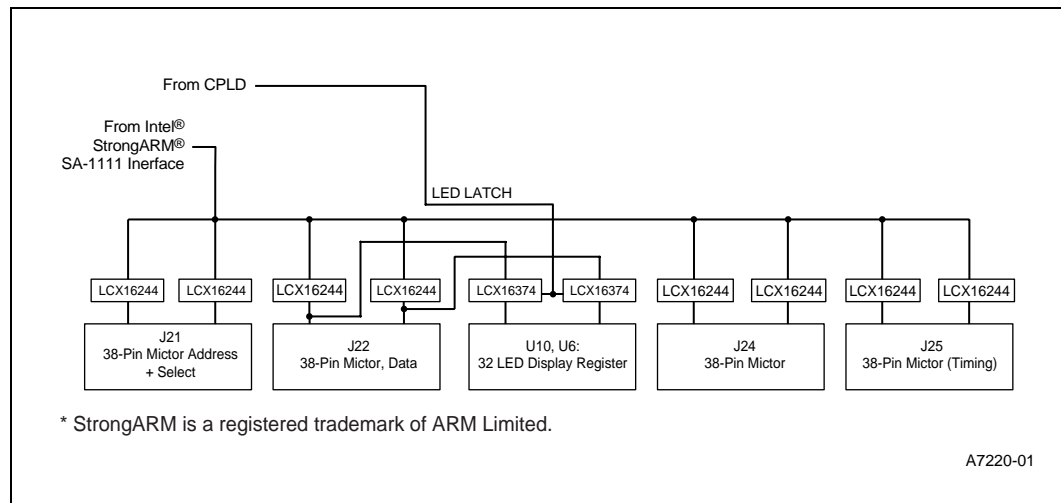 From CPLD
From Intel®
StrongARM®
SA-1111 Inerface
LED LATCH
LCX16244
LCX16244
LCX16244
LCX16244
LCX16374
LCX16374
LCX16244
LCX16244
LCX16244
LCX16244
J21
38-Pin Mictor Address
+ Select
J22
38-Pin Mictor, Data
U10, U6:
32 LED Display Register
J24
38-Pin Mictor
J25
38-Pin Mictor (Timing)
* StrongARM is a registered trademark of ARM Limited.
A7220-01